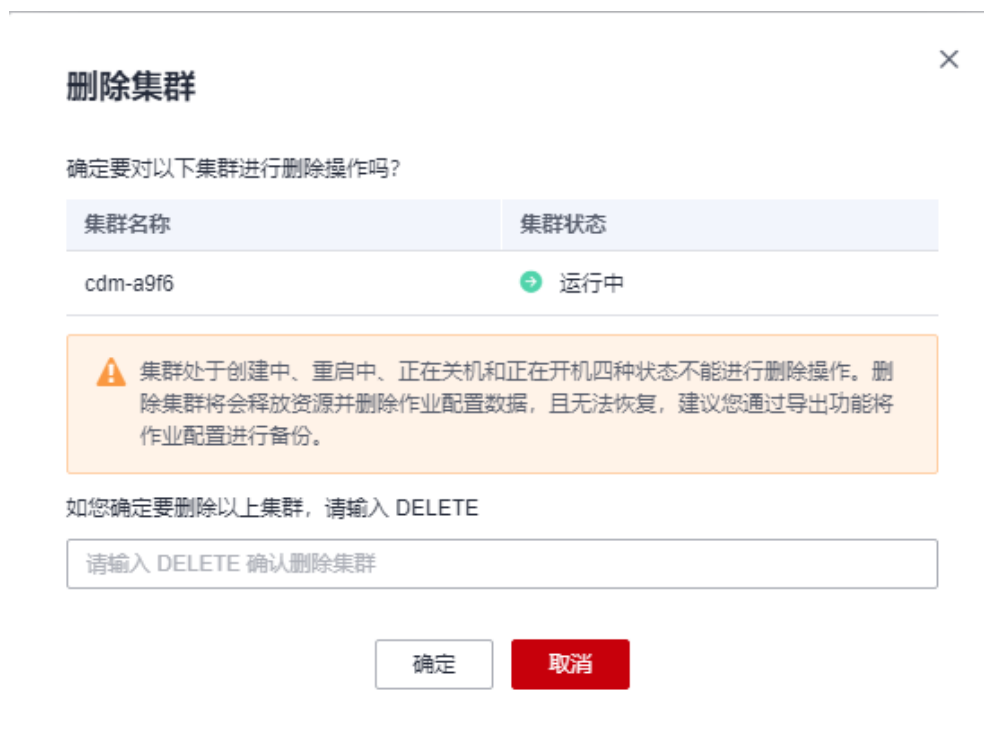 删除集群
确定要对以下集群进行删除操作吗？
集群名称 集群状态
cdm-a9f6 运行中
集群处于创建中、重启中、正在关机和正在开机四种状态不能进行删除操作。删
除集群将会释放资源并删除作业配置数据，且无法恢复，建议您通过导出功能将
作业配置进行备份。
如您确定要删除以上集群，请输入 DELETE
请输入 DELETE 确认删除集群
确定 取消